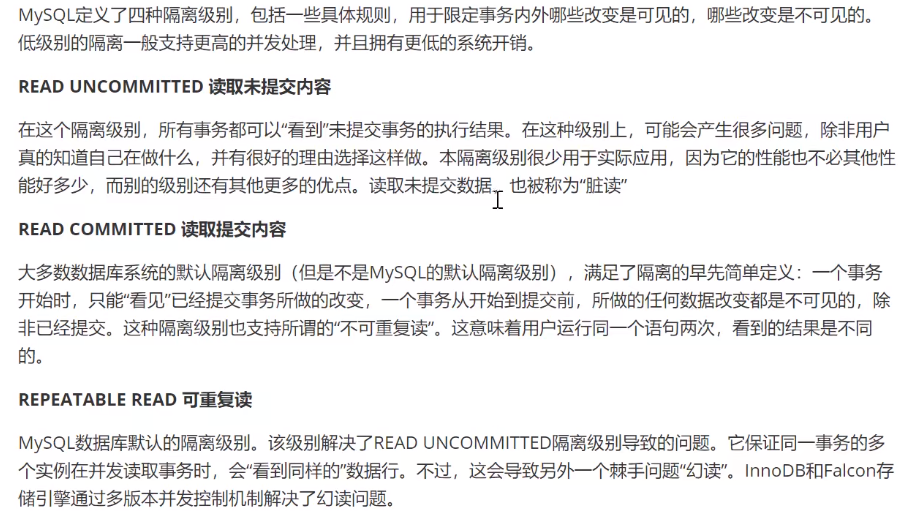 MySQL定义了四种隔离级别，包括一些具体规则，用于限定事务内外哪些改变是可见的，哪些改变是不可见的。
低级别的隔离一般支持更高的并发处理，并且拥有更低的系统开销。
READ UNCOMMITTED 读取未提交内容
在这个隔离级别，所有事务都可以“看到”未提交事务的执行结果。在这种级别上，可能会产生很多问题，除非用户
真的知道自己在做什么，并有很好的理由选择这样做。本隔离级别很少用于实际应用，因为它的性能也不必其他性
能好多少，而别的级别还有其他更多的优点。读取未提交数据，也被称为“脏读”
READ COMMITTED 读取提交内容
大多数数据库系统的默认隔离级别（但是不是MySQL的默认隔离级别），满足了隔离的早先简单定义：一个事务
开始时，只能“看见”已经提交事务所做的改变，一个事务从开始到提交前，所做的任何数据改变都是不可见的，除
非已经提交。这种隔离级别也支持所谓的“不可重复读”。这意味着用户运行同一个语句两次，看到的结果是不同
的。
REPEATABLE READ 可重复读
MySQL数据库默认的隔离级别。该级别解决了READ UNCOMMITTED隔离级别导致的问题。它保证同一事务的多
个实例在并发读取事务时，会“看到同样的”数据行。不过，这会导致另外一个棘手问题“幻读”。InnoDB和Falcon存
储引擎通过多版本并发控制机制解决了幻读问题。